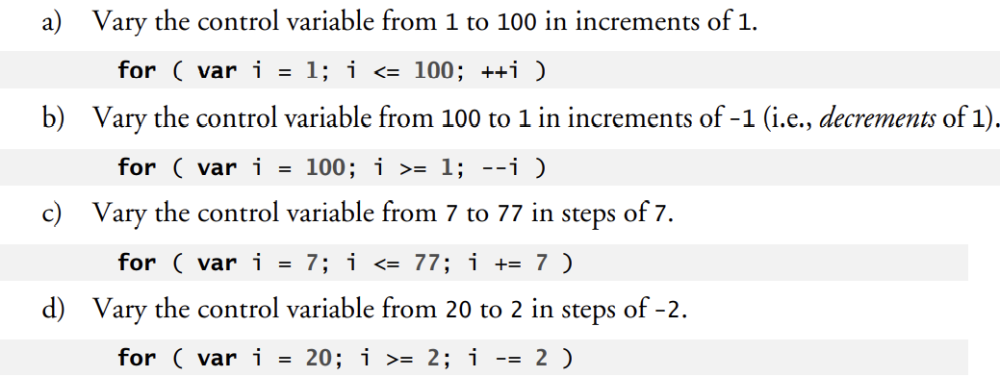 a) Vary the control variable from 1 to 100 in increments of 1.
for ( var i = 1; i <= 100; ++i )
b) Vary the control variable from 100 to 1 in increments of -1 (i.e., decrements of 1).
for ( var i = 100; i >= 1; --i )
c) Vary the control variable from 7 to 77 in steps of 7.
for ( var i = 7; i <= 77; i += 7 )
d) Vary the control variable from 20 to 2 in steps of -2.
for ( var i = 20; i >= 2; i -= 2 )